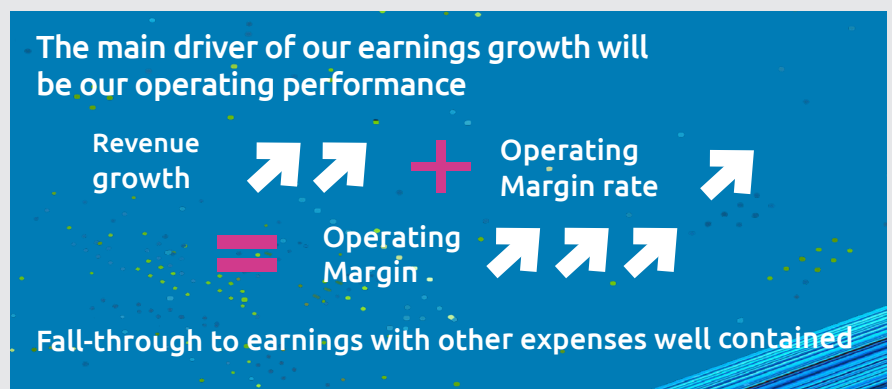 The main driver of our earnings growth will
be our operating performance
Revenue
growth
+
Operating
Margin rate
=
Operating
Margin
Fall-through to earnings with other expenses well contained